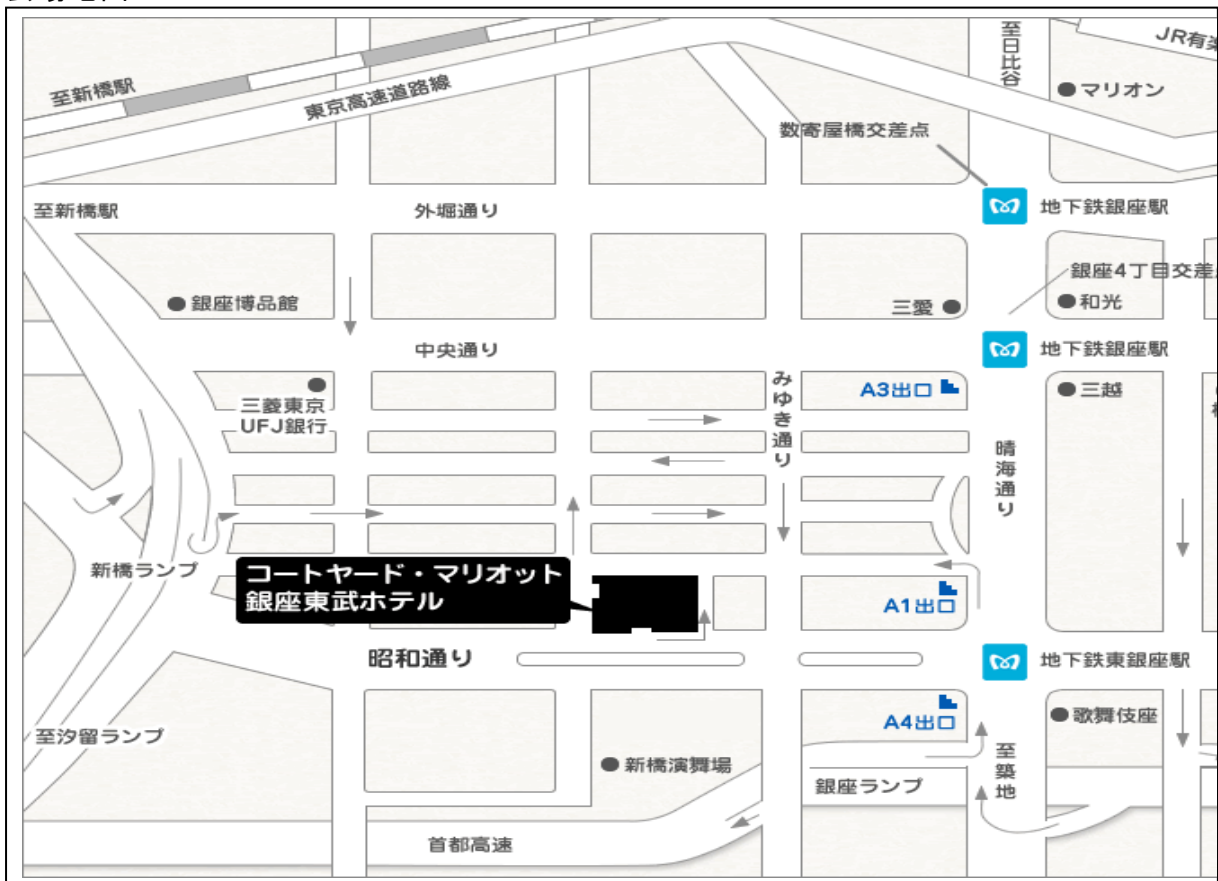 至日比谷
JR有楽
至新橋駅
東京高速道路線
マリオン
数寄屋橋交差点
至新橋駅
外堀通り
地下鉄銀座駅
銀座4丁目交差
銀座博品館
三愛
和光
中央通り
地下鉄銀座駅
みゆき通り
A3出口
三越
三菱東京
UFJ銀行
晴海通り
新橋ランプ
コートヤード・マリオット
銀座東武ホテル
A1出口
昭和通り
地下鉄東銀座駅
A4出口
歌舞伎座
至汐留ランプ
新橋演舞場
至築地
銀座ランプ
首都高速